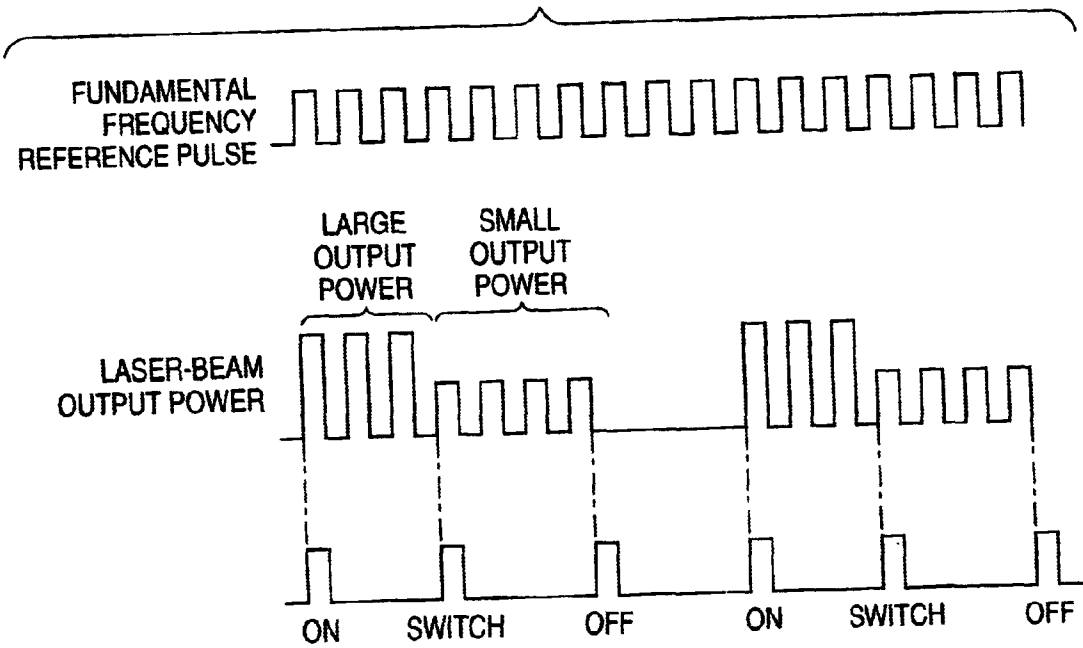 FUNDAMENTAL
FREQUENCY
REFERENCE PULSE
LARGE
OUTPUT
POWER
SMALL
OUTPUT
POWER
LASER-BEAM
OUTPUT POWER
ON
SWITCH
OFF
ON
SWITCH
OFF